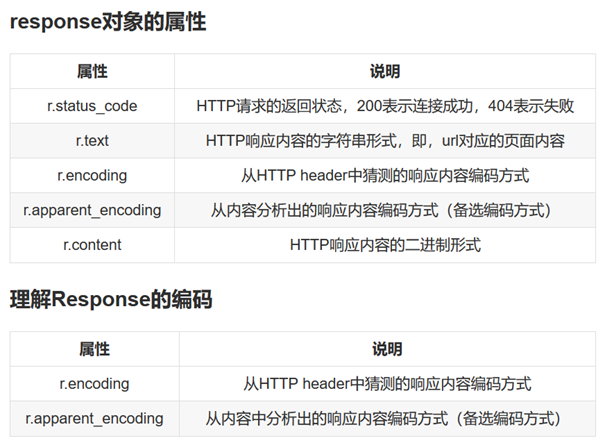 response对象的属性
属性 说明
r.status_code HTTP请求的返回状态，200表示连接成功，404表示失败
r.text HTTP响应内容的字符串形式，即，url对应的页面内容
r.encoding 从HTTP header中猜测的响应内容编码方式
r.apparent_encoding 从内容分析出的响应内容编码方式（备选编码方式）
r.content HTTP响应内容的二进制形式
理解Response的编码
属性 说明
r.encoding 从HTTP header中猜测的响应内容编码方式
r.apparent_encoding 从内容中分析出的响应内容编码方式（备选编码方式）